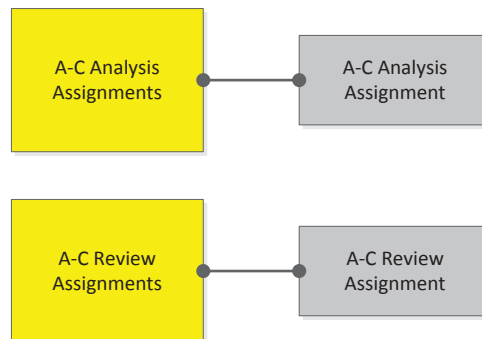 A-C Analysis
Assignments
A-C Analysis
Assignment
A-C Review
Assignments
A-C Review
Assignment